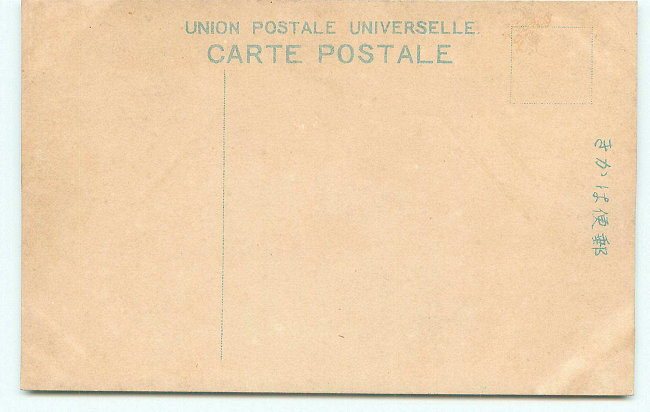 UNION POSTALE UNIVERSELLE.
CARTE POSTALE
郵便はかき